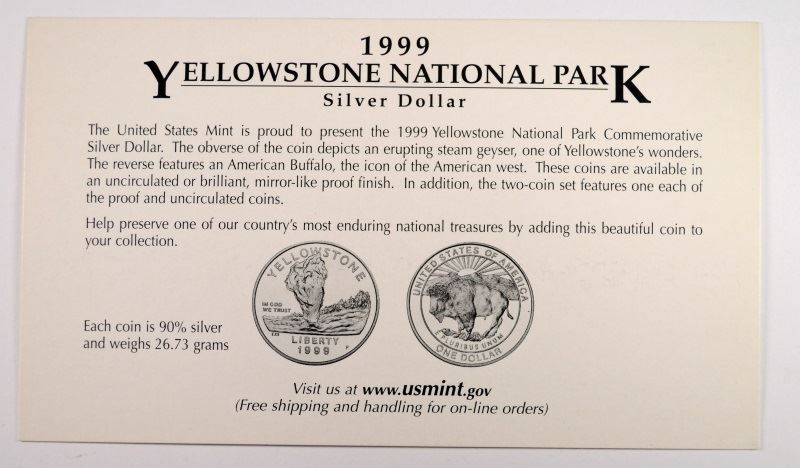 1999
YELLOWSTONE NATIONAL PARK
Silver Dollar
The United States Mint is proud to present the 1999 Yellowstone National Park Commemorative
Silver Dollar. The obverse of the coin depicts an erupting steam geyser, one of Yellowstone's wonders.
The reverse features an American Buffalo, the icon of the American west. These coins are available in
an uncirculated or brilliant, mirror-like proof finish. In addition, the two-coin set features one each of
the proof and uncirculated coins.
Help preserve one of our country's most enduring national treasures by adding this beautiful coin to
your collection.
YELLOWSTONE
IN GOD
WE TRUST
LIBERTY
1999
P
UNITED STATES OF AMERICA
E PLURIBUS UNUM
ONE DOLLAR
Each coin is 90% silver
and weighs 26.73 grams
Visit us at www.usmint.gov
(Free shipping and handling for on-line orders)